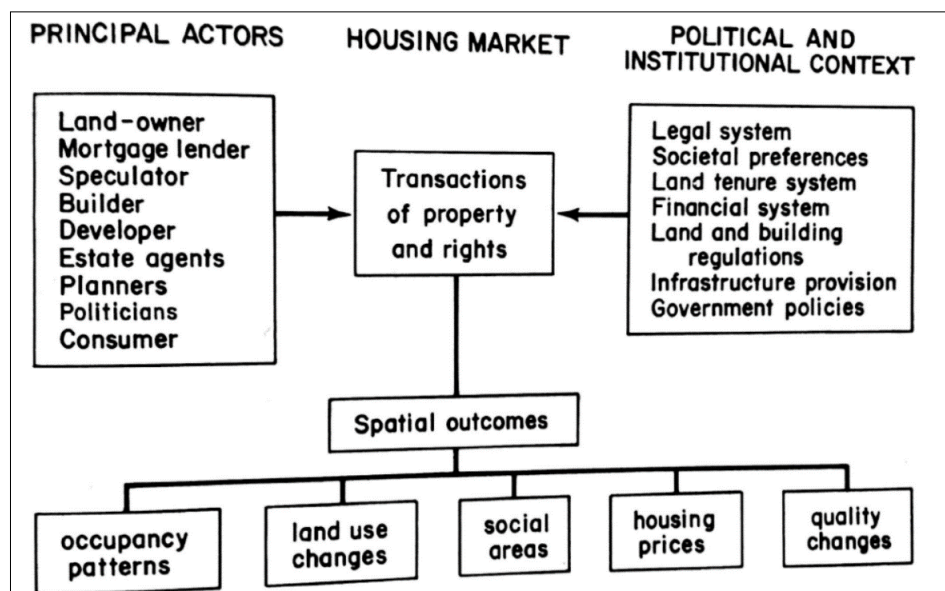 PRINCIPAL ACTORS
Land-owner
Mortgage lender
Speculator
Builder
Developer
Estate agents
Planners
Politicians
Consumer
HOUSING MARKET
Transactions
of property
and rights
POLITICAL AND
INSTITUTIONAL CONTEXT
Legal system
Societal preferences
Land tenure system
Financial system
Land and building
regulations
Infrastructure provision
Government policies
Spatial outcomes
occupancy
patterns
land use
changes
social
areas
housing
prices
quality
changes